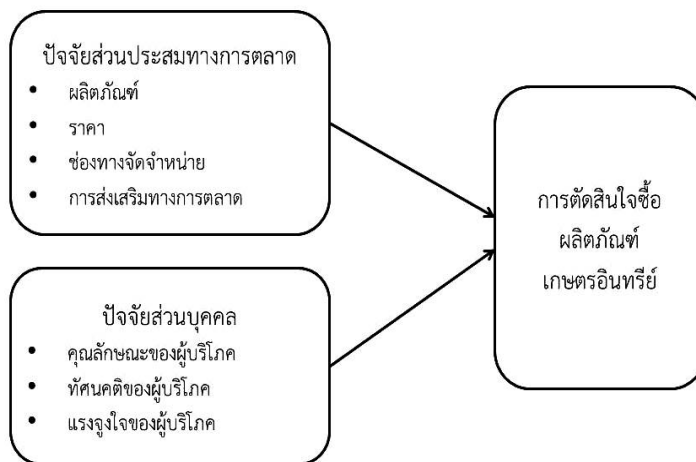 ปัจจัยส่วนประสมทางการตลาด
• ผลิตภัณฑ์
• ราคา
• ช่องทางจัดจำหน่าย
• การส่งเสริมทางการตลาด
ปัจจัยส่วนบุคคล
• คุณลักษณะของผู้บริโภค
• ทัศนคติของผู้บริโภค
• แรงจูงใจของผู้บริโภค
การตัดสินใจซื้อ
ผลิตภัณฑ์
เกษตรอินทรีย์